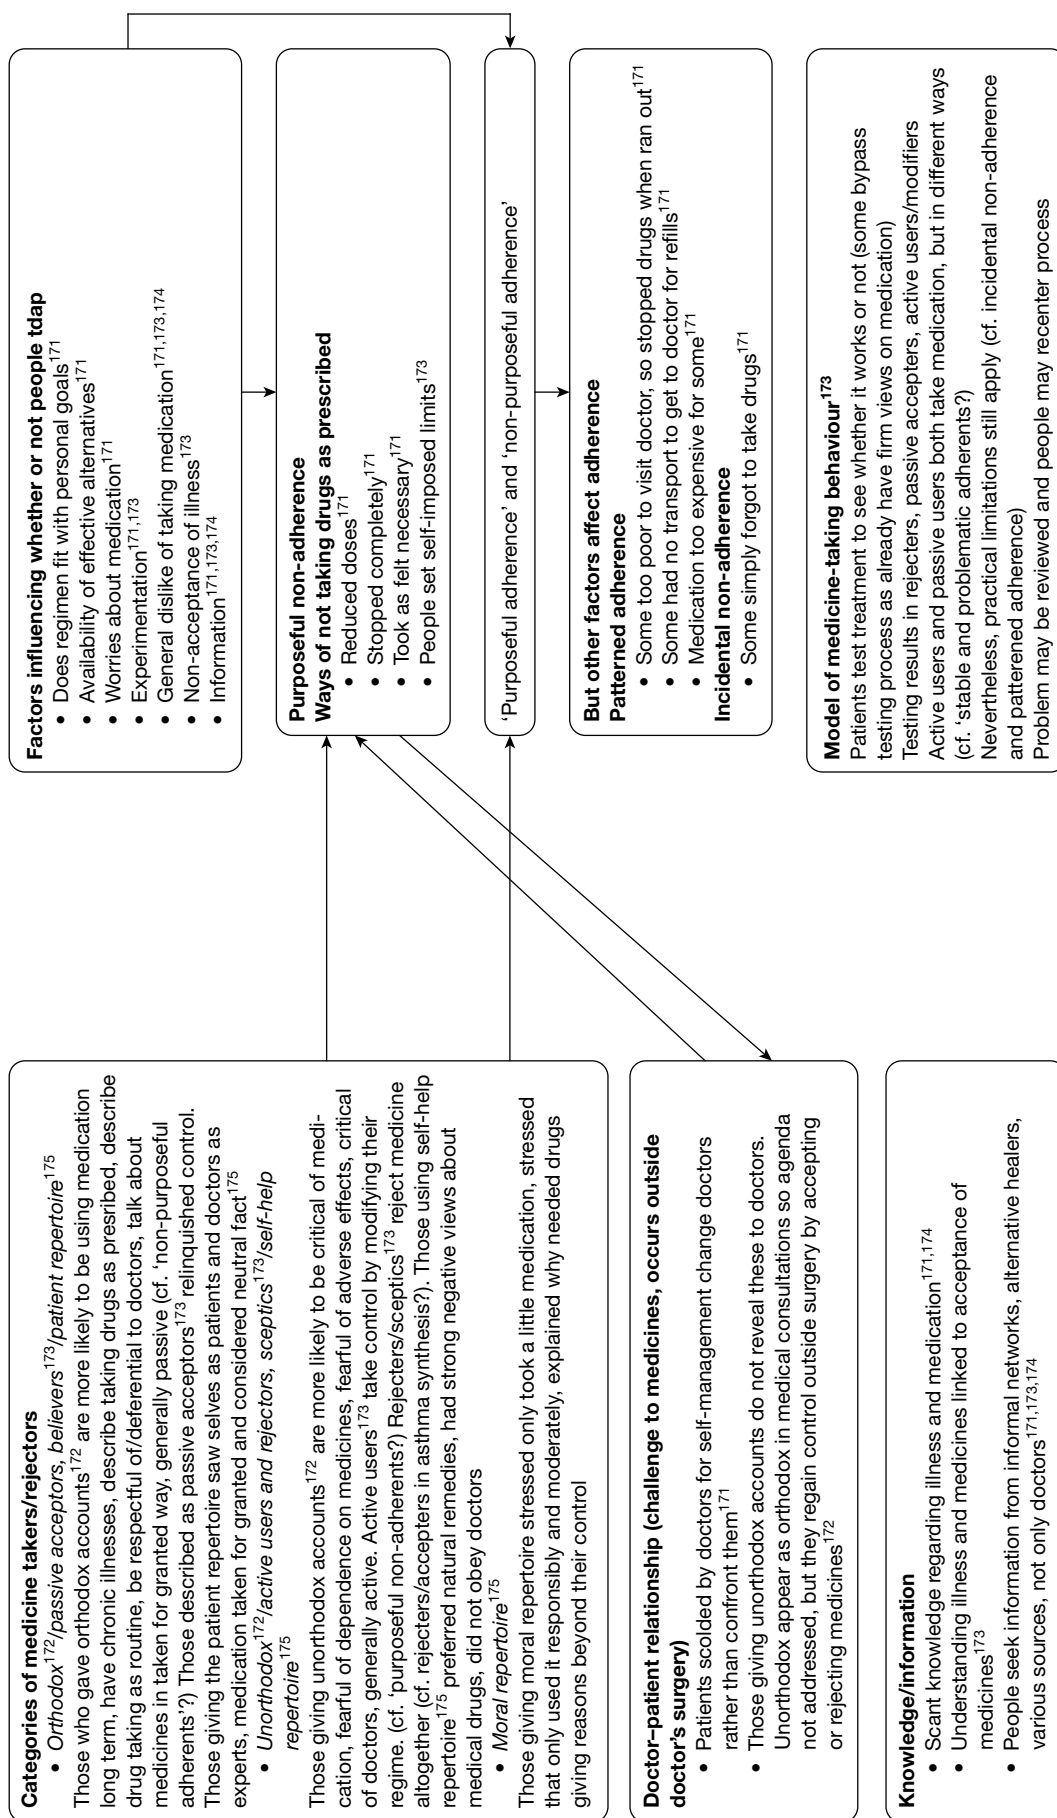 Categories of medicine takers/rejectors
• Orthodox¹⁷²/passive acceptors, believers¹⁷³/patient repertoire¹⁷⁵
Those who gave orthodox accounts¹⁷² are more likely to be using medication
long term, have chronic illnesses, describe taking drugs as presribed, describe
drug taking as routine, be respectful of/deferential to doctors, talk about
medicines in taken for granted way, generally passive (cf. 'non-purposeful
adherents'?) Those described as passive acceptors¹⁷³ relinquished control.
Those giving the patient repertoire saw selves as patients and doctors as
experts, medication taken for granted and considered neutral fact¹⁷⁵
• Unorthodox¹⁷²/active users and rejectors, sceptics¹⁷³/self-help
repertoire¹⁷⁵
Those giving unorthodox accounts¹⁷² are more likely to be critical of medi-
cation, fearful of dependence on medicines, fearful of adverse effects, critical
of doctors, generally active. Active users¹⁷³ take control by modifying their
regime. (cf. 'purposeful non-adherents?) Rejecters/sceptics¹⁷³ reject medicine
altogether (cf. rejecters/accepters in asthma synthesis?). Those using self-help
repertoire¹⁷⁵ preferred natural remedies, had strong negative views about
medical drugs, did not obey doctors
• Moral repertoire¹⁷⁵
Those giving moral repertoire stressed only took a little medication, stressed
that only used it responsibly and moderately, explained why needed drugs
giving reasons beyond their control
Doctor–patient relationship (challenge to medicines, occurs outside
doctor's surgery)
• Patients scolded by doctors for self-management change doctors
rather than confront them¹⁷¹
• Those giving unorthodox accounts do not reveal these to doctors.
Unorthodox appear as orthodox in medical consultations so agenda
not addressed, but they regain control outside surgery by accepting
or rejecting medicines¹⁷²
Knowledge/information
• Scant knowledge regarding illness and medication¹⁷¹,¹⁷⁴
• Understanding illness and medicines linked to acceptance of
medicines¹⁷³
• People seek information from informal networks, alternative healers,
various sources, not only doctors¹⁷¹,¹⁷³,¹⁷⁴
Factors influencing whether or not people tdap
• Does regimen fit with personal goals¹⁷¹
• Availability of effective alternatives¹⁷¹
• Worries about medication¹⁷¹
• Experimentation¹⁷¹,¹⁷³
• General dislike of taking medication¹⁷¹,¹⁷³,¹⁷⁴
• Non-acceptance of illness¹⁷³
• Information¹⁷¹,¹⁷³,¹⁷⁴
Purposeful non-adherence
Ways of not taking drugs as prescribed
• Reduced doses¹⁷¹
• Stopped completely¹⁷¹
• Took as felt necessary¹⁷¹
• People set self-imposed limits¹⁷³
'Purposeful adherence' and 'non-purposeful adherence'
But other factors affect adherence
Patterned adherence
• Some too poor to visit doctor, so stopped drugs when ran out¹⁷¹
• Some had no transport to get to doctor for refills¹⁷¹
• Medication too expensive for some¹⁷¹
Incidental non-adherence
• Some simply forgot to take drugs¹⁷¹
Model of medicine-taking behaviour¹⁷³
Patients test treatment to see whether it works or not (some bypass
testing process as already have firm views on medication)
Testing results in rejecters, passive accepters, active users/modifiers
Active users and passive users both take medication, but in different ways
(cf. 'stable and problematic adherents?)
Nevertheless, practical limitations still apply (cf. incidental non-adherence
and patterened adherence)
Problem may be reviewed and people may recenter process